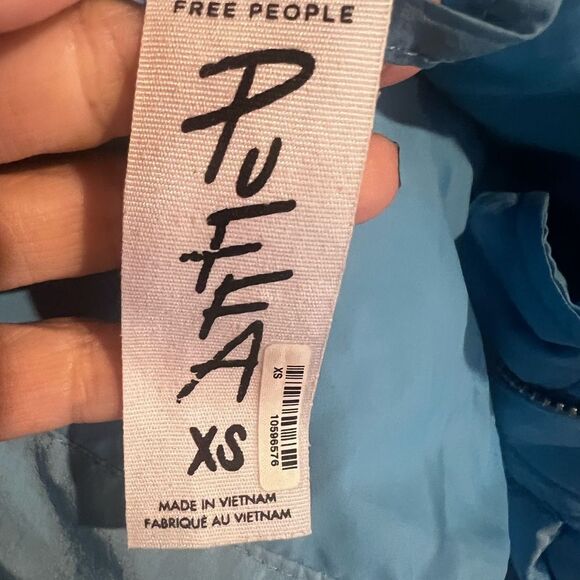 FREE PEOPLE
PUFFA
XS
XS 10596576
MADE IN VIETNAM
FABRIQUÉ AU VIETNAM